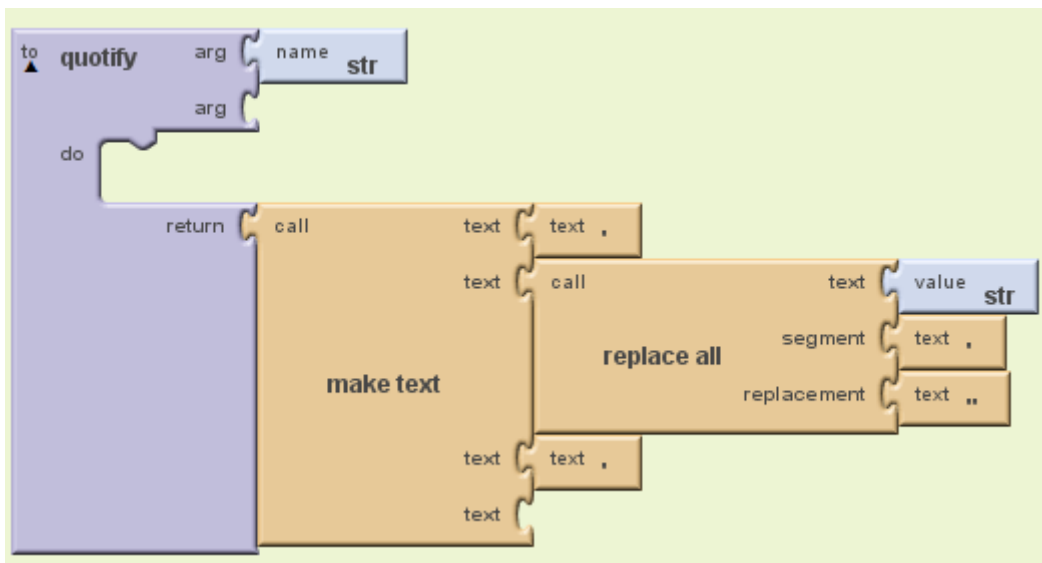 to quotify arg name str
arg
do
return call text text '
text call text value str
segment text '
replace all
make text
replacement text ''
text text '
text